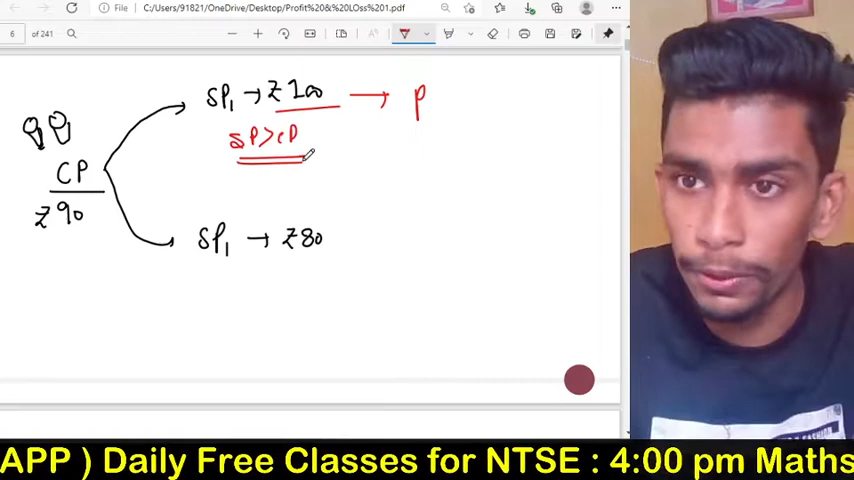 File | C:/Users/91821/OneDrive/Desktop/Profit%20&%20LOss%201.pdf
6 of 241
SP₁ → ₹100 → P
SP>CP
CP
₹90
SP₁ → ₹80
APP ) Daily Free Classes for NTSE : 4:00 pm Maths